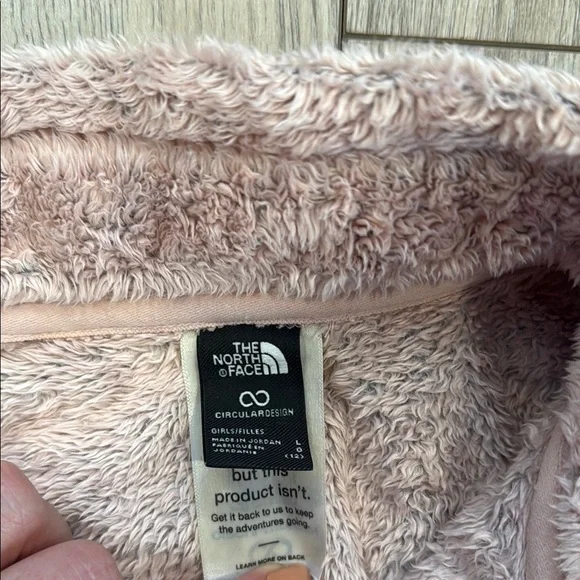 THE
NORTH
FACE
CIRCULARDESIGN
GIRLS/FILLES
MADE IN JORDAN L
FABRIQUÉ EN G
JORDANIE (12)
but this
product isn't.
Get it back to us to keep
the adventures going.
LEARN MORE ON BACK